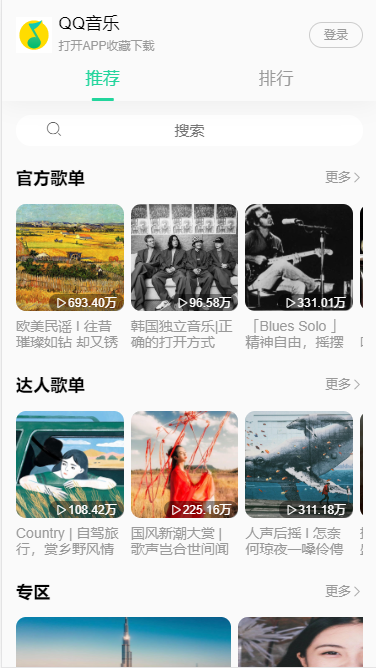 QQ音乐
打开APP收藏下载
登录
推荐
排行
搜索
官方歌单
更多
693.40万
96.58万
331.01万
欧美民谣 I 往昔
璀璨如钻 却又锈
韩国独立音乐|正
确的打开方式
「Blues Solo 」
精神自由，摇摆
达人歌单
更多
108.42万
225.16万
311.18万
Country | 自驾旅
行，赏乡野风情
国风新潮大赏 |
歌声岂合世间闻
人声后摇 I 怎奈
何琼夜—嗓伶俜
专区
更多